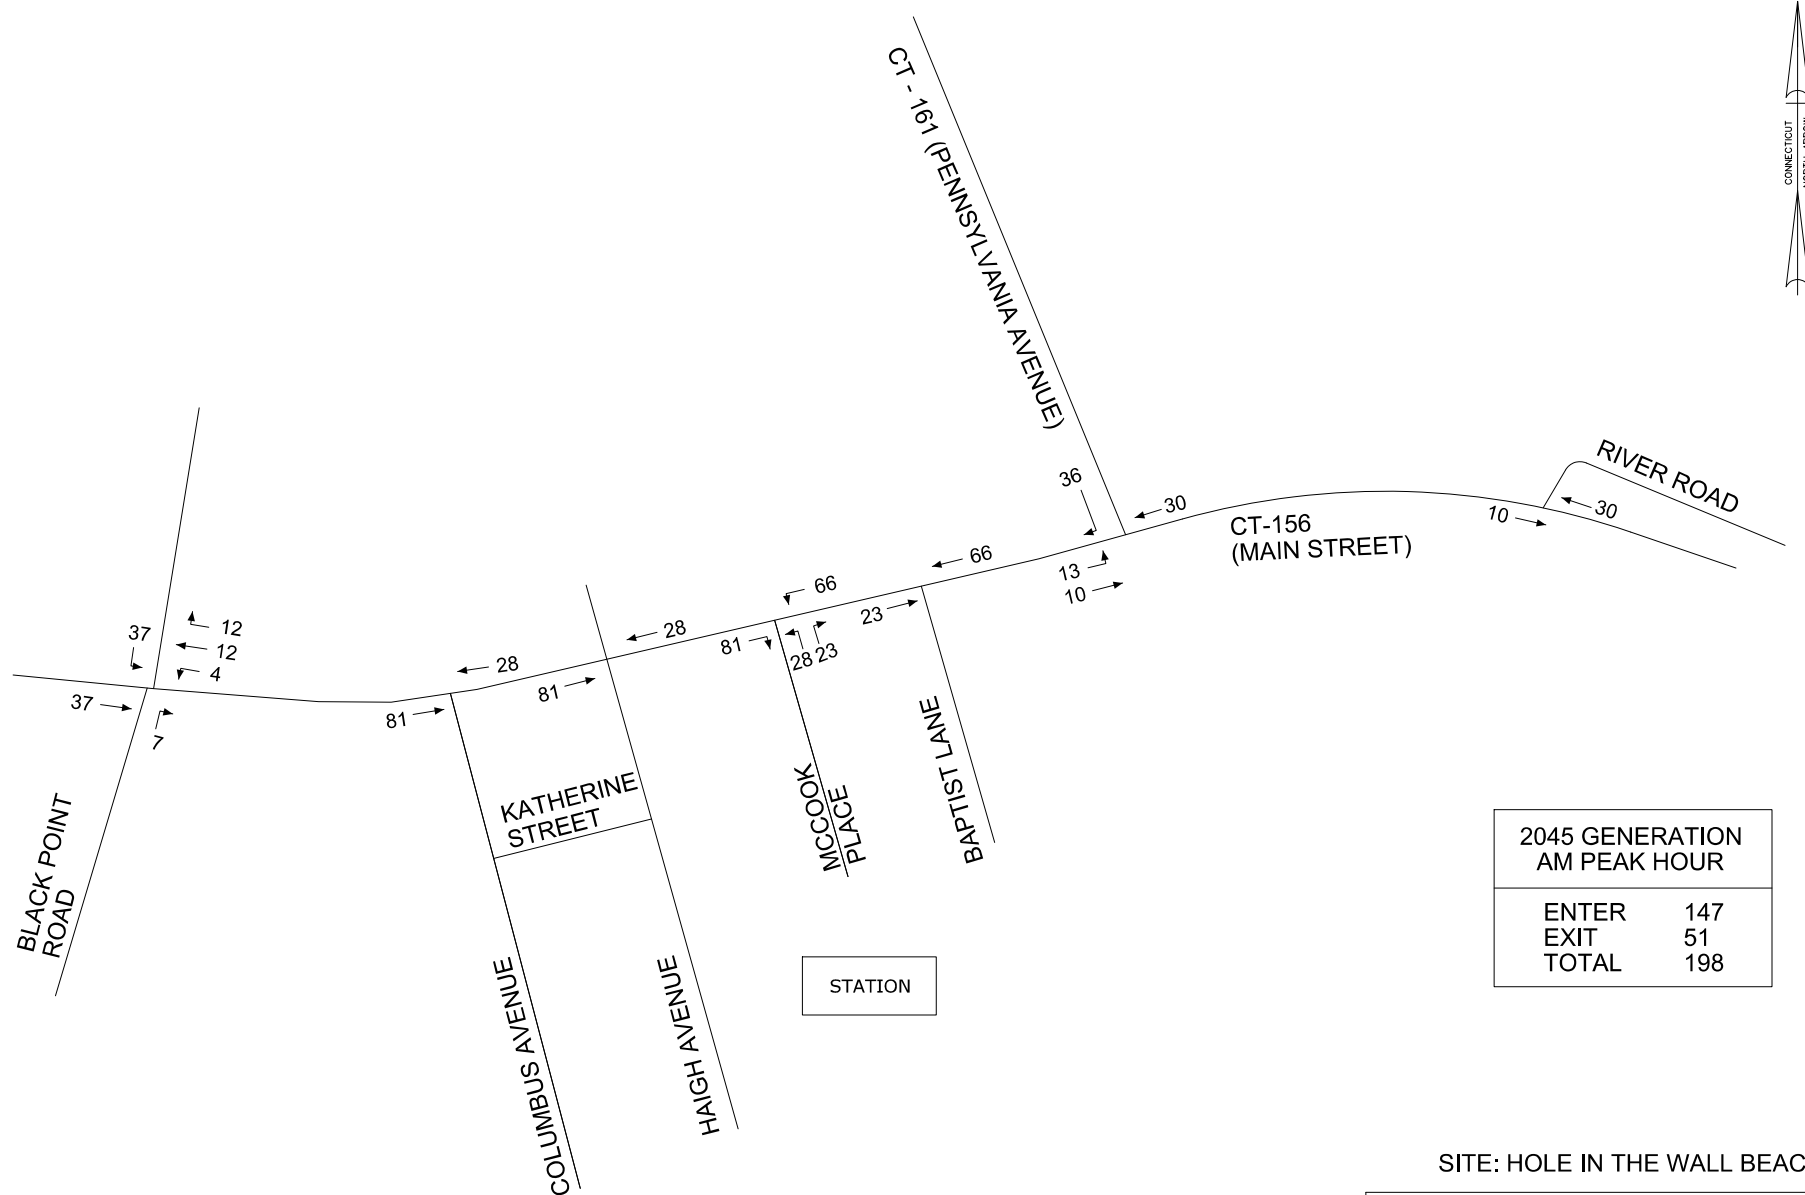 CT - 161 (PENNSYLVANIA AVENUE)
CONNECTICUT
RIVER ROAD
36
30
10
30
CT-156
(MAIN STREET)
66
13
10
66
23
28
81
28
23
37
12
12
4
28
81
81
37
7
KATHERINE
STREET
MCCOOK
PLACE
BAPTIST LANE
BLACK POINT
ROAD
COLUMBUS AVENUE
HAIGH AVENUE
STATION
2045 GENERATION
AM PEAK HOUR
ENTER 147
EXIT 51
TOTAL 198
SITE: HOLE IN THE WALL BEAC